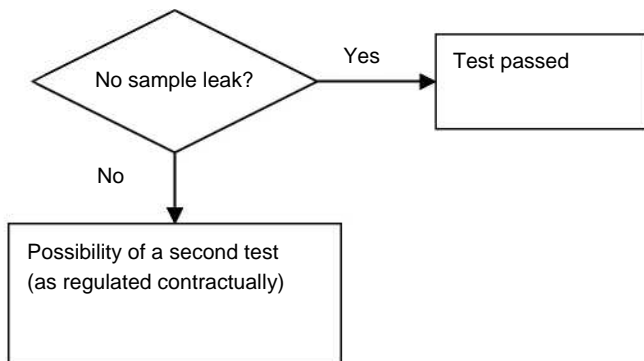 No sample leak?
Yes
Test passed
No
Possibility of a second test
(as regulated contractually)